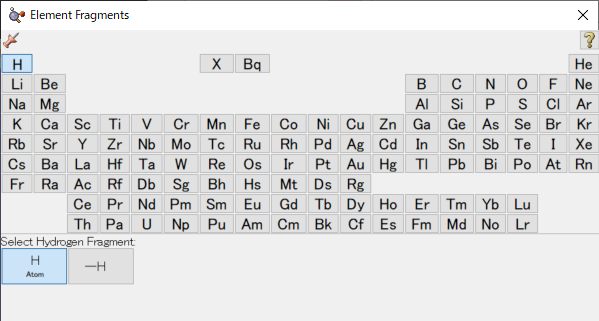 Element Fragments
?
H X Bq He
Li Be B C N O F Ne
Na Mg Al Si P S Cl Ar
K Ca Sc Ti V Cr Mn Fe Co Ni Cu Zn Ga Ge As Se Br Kr
Rb Sr Y Zr Nb Mo Tc Ru Rh Pd Ag Cd In Sn Sb Te I Xe
Cs Ba La Hf Ta W Re Os Ir Pt Au Hg Tl Pb Bi Po At Rn
Fr Ra Ac Rf Db Sg Bh Hs Mt Ds Rg
Ce Pr Nd Pm Sm Eu Gd Tb Dy Ho Er Tm Yb Lu
Th Pa U Np Pu Am Cm Bk Cf Es Fm Md No Lr
Select Hydrogen Fragment:
H —H
Atom